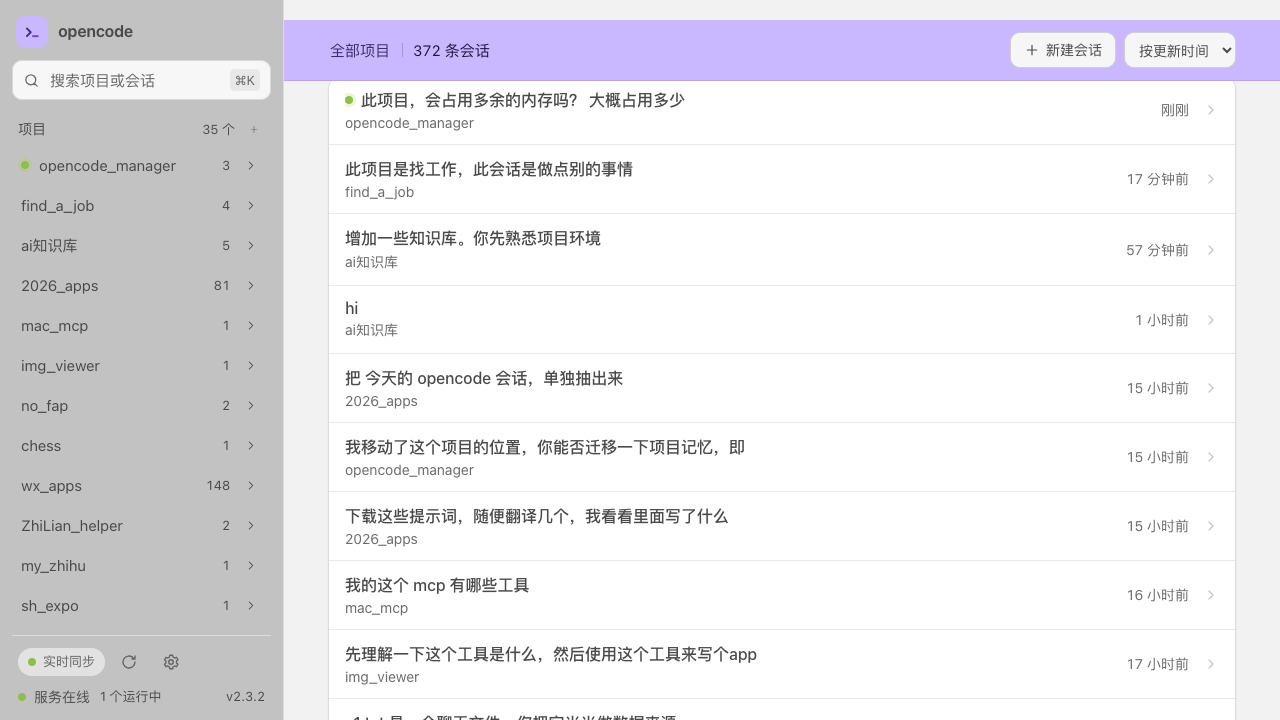 opencode
搜索项目或会话 ⌘K
项目 35 个 +
opencode_manager 3
find_a_job 4
ai知识库 5
2026_apps 81
mac_mcp 1
img_viewer 1
no_fap 2
chess 1
wx_apps 148
ZhiLian_helper 2
my_zhihu 1
sh_expo 1
实时同步
服务在线 1 个运行中 v2.3.2
全部项目 372 条会话 新建会话 按更新时间
此项目，会占用多余的内存吗？ 大概占用多少
opencode_manager
刚刚
此项目是找工作，此会话是做点别的事情
find_a_job
17 分钟前
增加一些知识库。你先熟悉项目环境
ai知识库
57 分钟前
hi
ai知识库
1 小时前
把 今天的 opencode 会话，单独抽出来
2026_apps
15 小时前
我移动了这个项目的位置，你能否迁移一下项目记忆，即
opencode_manager
15 小时前
下载这些提示词，随便翻译几个，我看看里面写了什么
2026_apps
15 小时前
我的这个 mcp 有哪些工具
mac_mcp
16 小时前
先理解一下这个工具是什么，然后使用这个工具来写个app
img_viewer
17 小时前